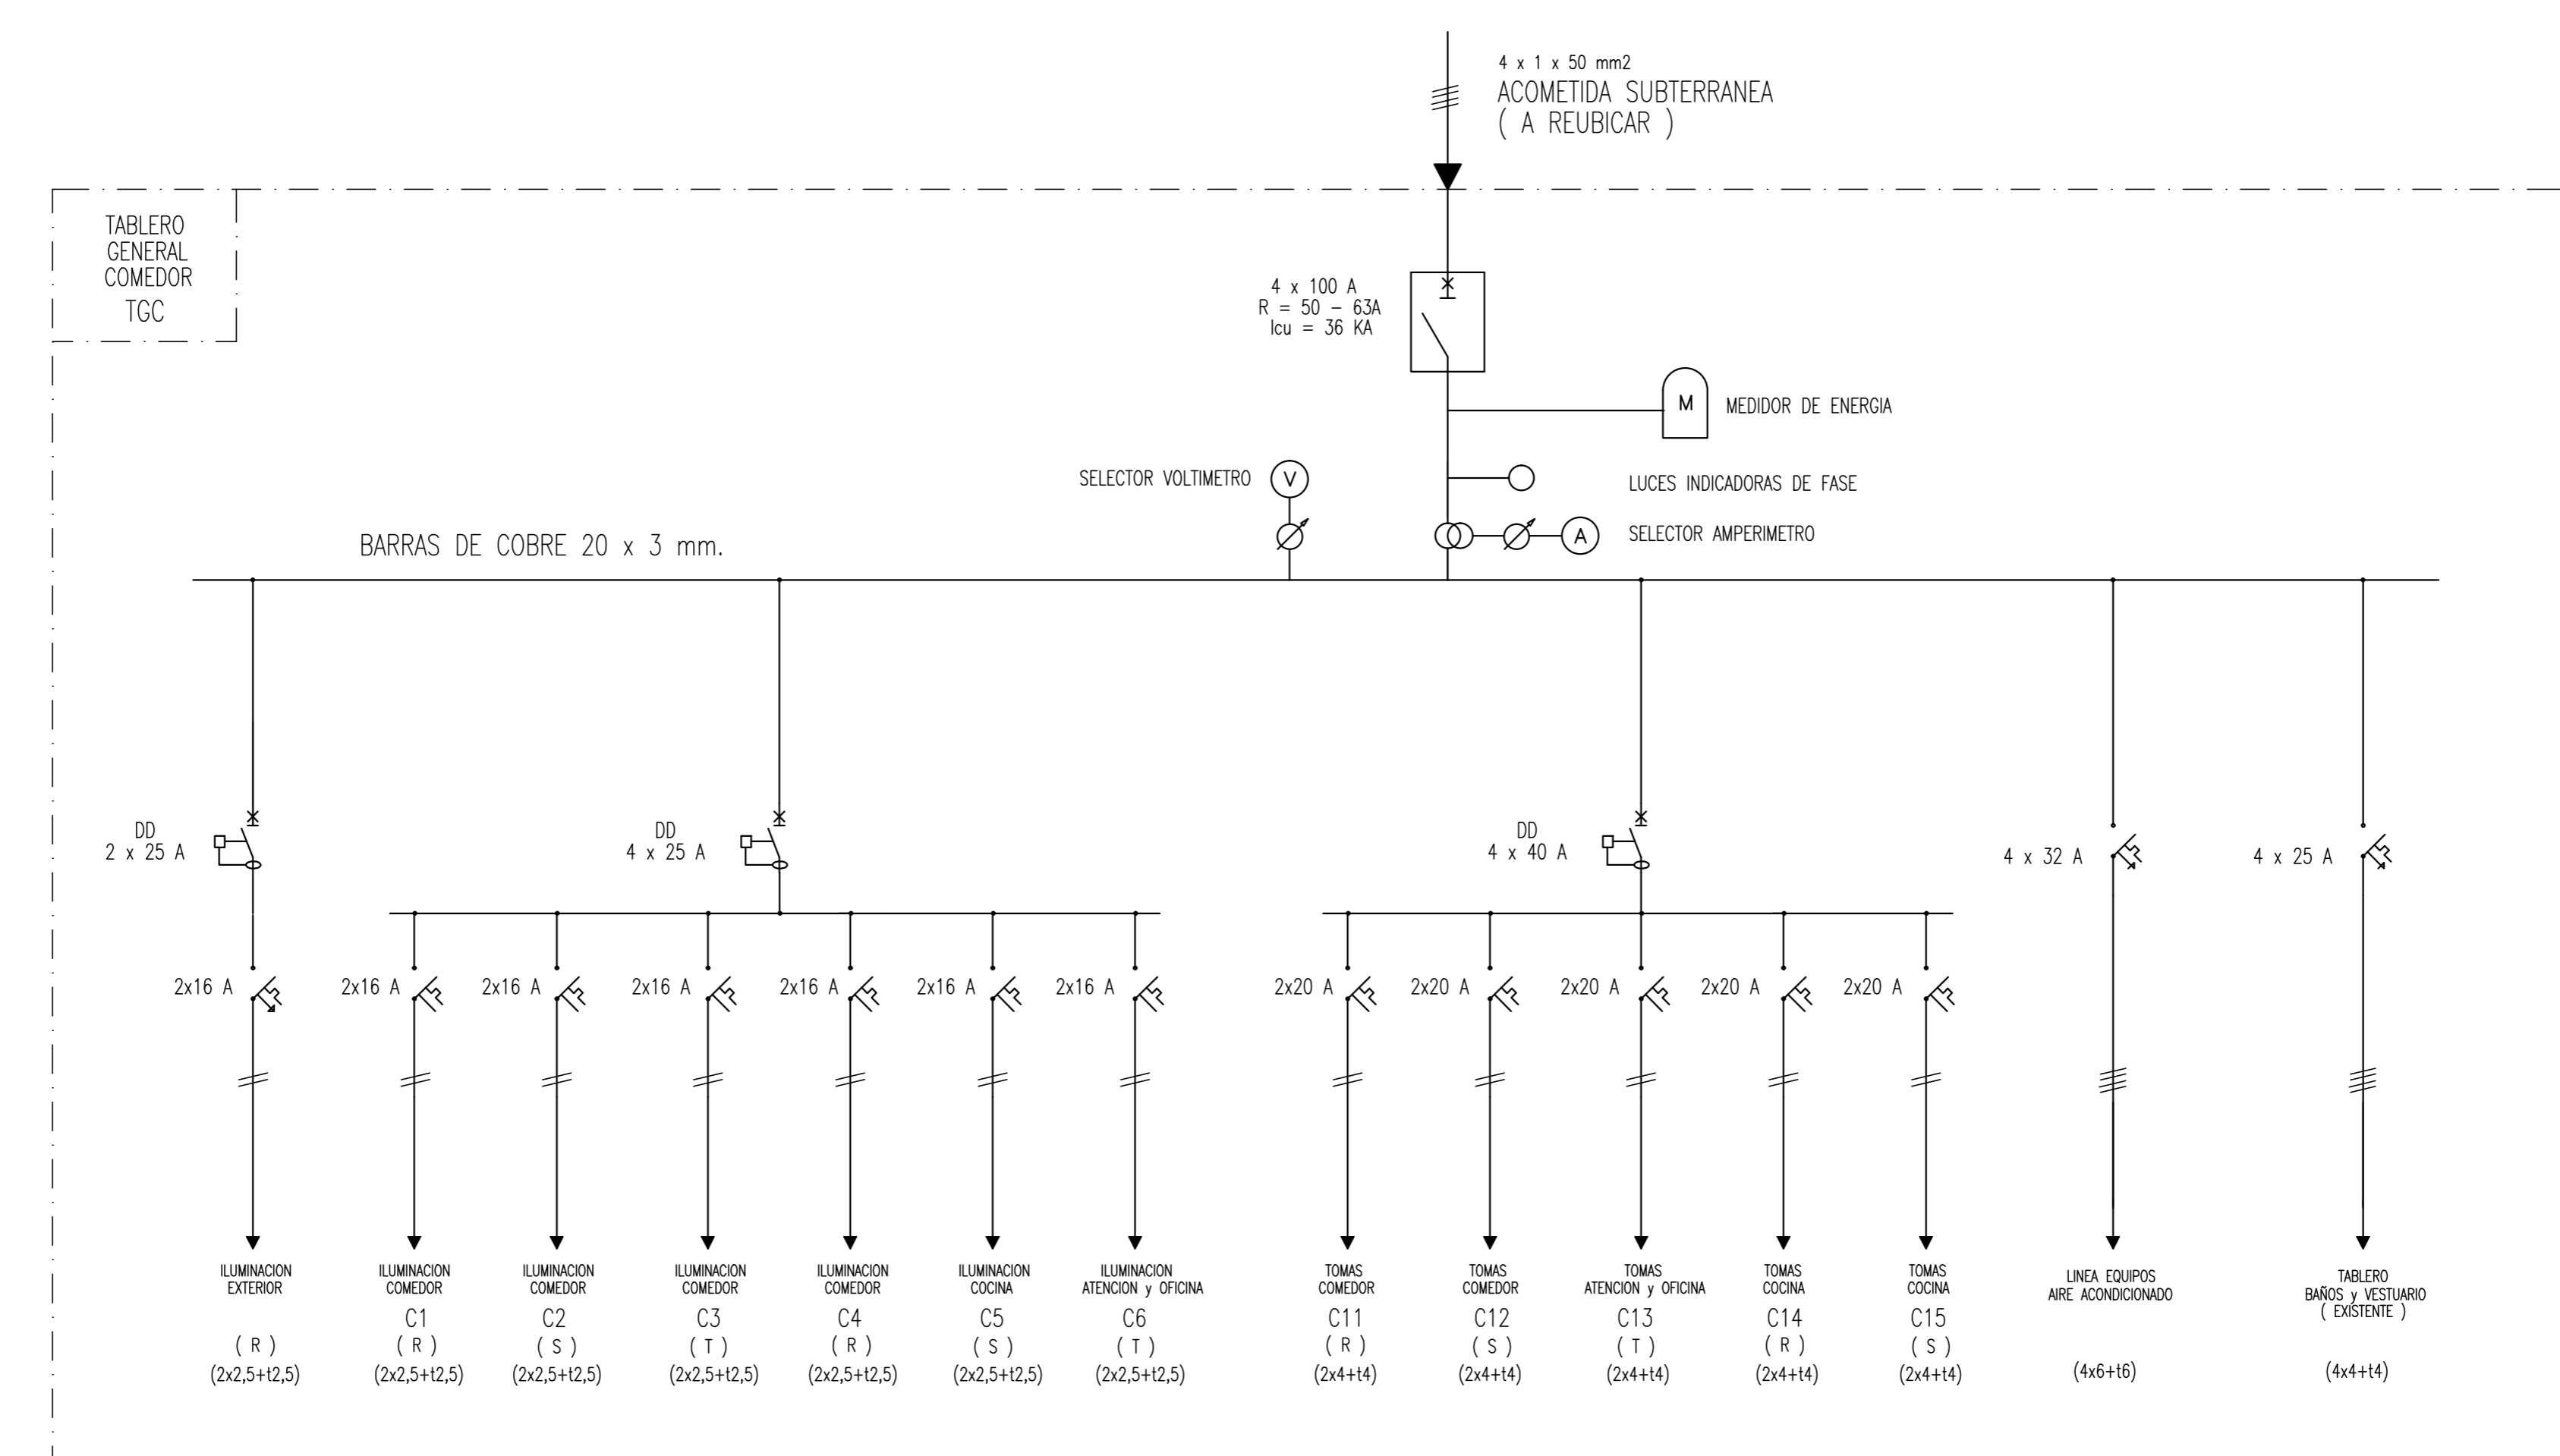 4 x 1 x 50 mm2
ACOMETIDA SUBTERRANEA
( A REUBICAR )
TABLERO
GENERAL
COMEDOR
TGC
4 x 100 A
R = 50 - 63A
Icu = 36 KA
M
MEDIDOR DE ENERGIA
SELECTOR VOLTIMETRO
V
LUCES INDICADORAS DE FASE
A
SELECTOR AMPERIMETRO
BARRAS DE COBRE 20 x 3 mm.
DD
2 x 25 A
DD
4 x 25 A
DD
4 x 40 A
4 x 32 A
4 x 25 A
2x16 A
2x16 A
2x16 A
2x16 A
2x16 A
2x16 A
2x16 A
2x20 A
2x20 A
2x20 A
2x20 A
2x20 A
ILUMINACION
EXTERIOR
( R )
(2x2,5+t2,5)
ILUMINACION
COMEDOR
C1
( R )
(2x2,5+t2,5)
ILUMINACION
COMEDOR
C2
( S )
(2x2,5+t2,5)
ILUMINACION
COMEDOR
C3
( T )
(2x2,5+t2,5)
ILUMINACION
COMEDOR
C4
( R )
(2x2,5+t2,5)
ILUMINACION
COCINA
C5
( S )
(2x2,5+t2,5)
ILUMINACION
ATENCION y OFICINA
C6
( T )
(2x2,5+t2,5)
TOMAS
COMEDOR
C11
( R )
(2x4+t4)
TOMAS
COMEDOR
C12
( S )
(2x4+t4)
TOMAS
ATENCION y OFICINA
C13
( T )
(2x4+t4)
TOMAS
COCINA
C14
( R )
(2x4+t4)
TOMAS
COCINA
C15
( S )
(2x4+t4)
LINEA EQUIPOS
AIRE ACONDICIONADO
(4x6+t6)
TABLERO
BAÑOS y VESTUARIO
( EXISTENTE )
(4x4+t4)